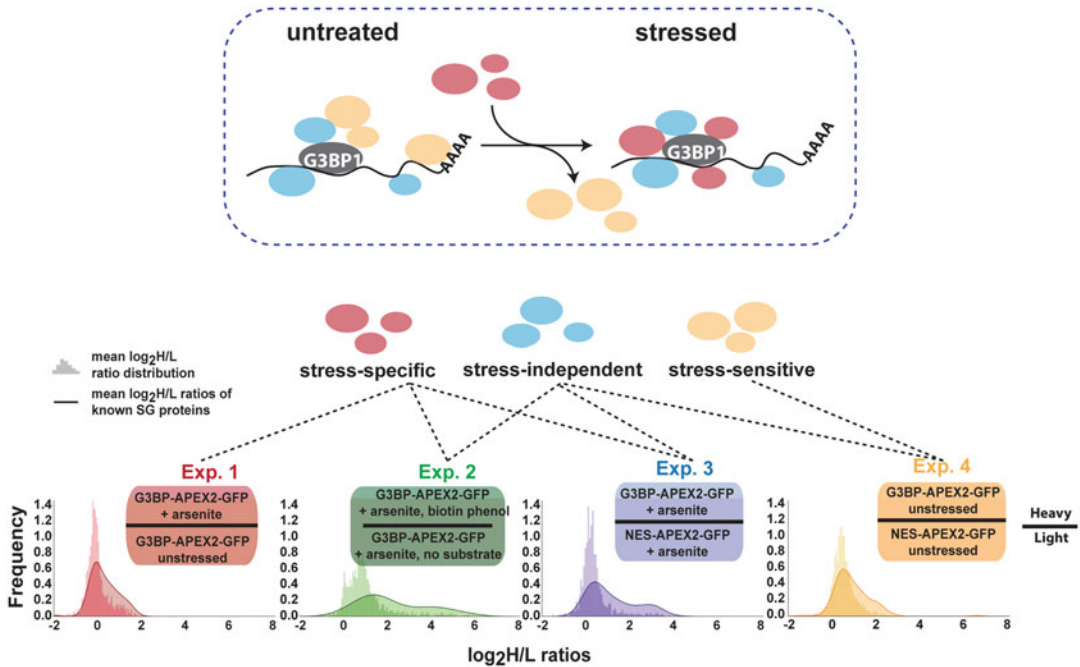 untreated
stressed
G3BP1
AAAA
G3BP1
AAAA
stress-specific
stress-independent
stress-sensitive
mean log2H/L
ratio distribution
mean log2H/L ratios of
known SG proteins
Exp. 1
Exp. 2
Exp. 3
Exp. 4
G3BP-APEX2-GFP
+ arsenite
G3BP-APEX2-GFP
unstressed
G3BP-APEX2-GFP
+ arsenite, biotin phenol
G3BP-APEX2-GFP
+ arsenite, no substrate
G3BP-APEX2-GFP
+ arsenite
NES-APEX2-GFP
+ arsenite
G3BP-APEX2-GFP
unstressed
NES-APEX2-GFP
unstressed
Heavy
Light
Frequency
1.4
1.2
1.0
0.8
0.6
0.4
0.2
0.0
-2 0 2 4 6 8
1.4
1.2
1.0
0.8
0.6
0.4
0.2
0.0
-2 0 2 4 6 8
1.4
1.2
1.0
0.8
0.6
0.4
0.2
0.0
-2 0 2 4 6 8
1.4
1.2
1.0
0.8
0.6
0.4
0.2
0.0
-2 0 2 4 6 8
log2H/L ratios